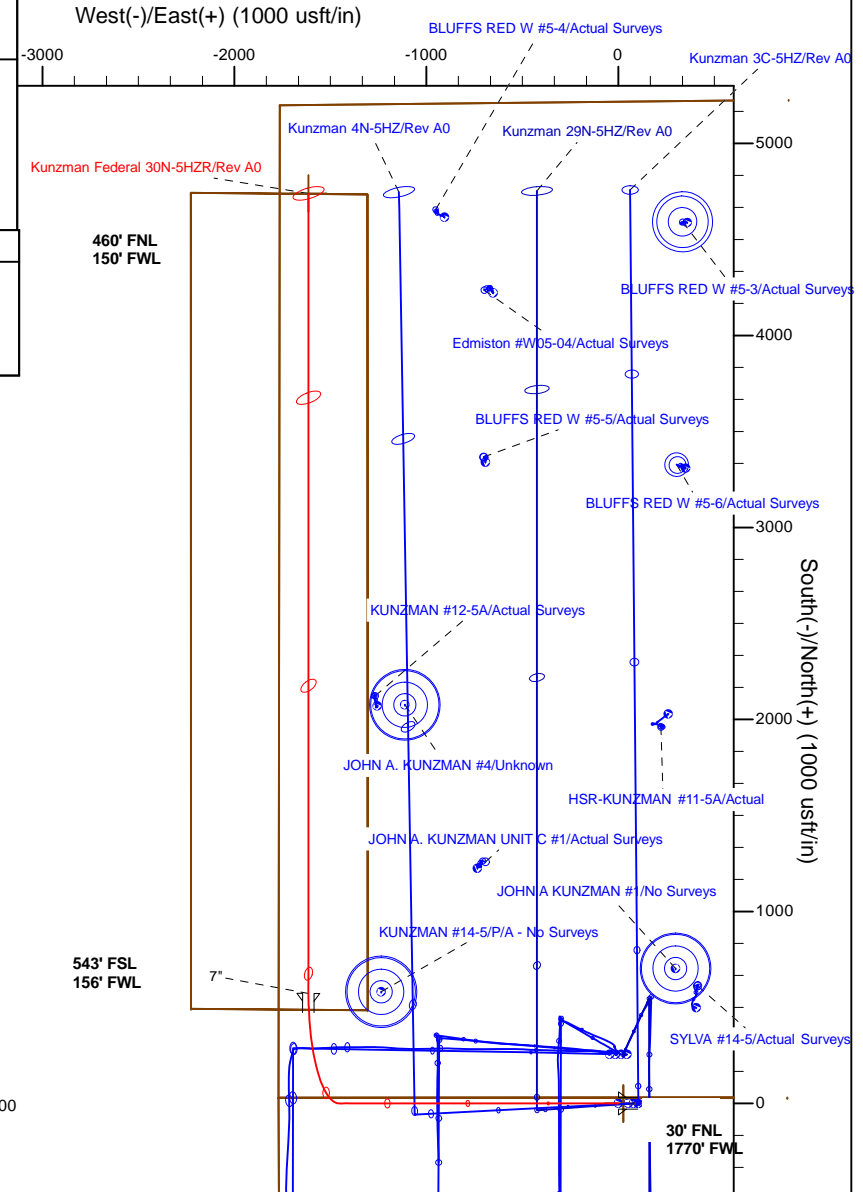 West(-)/East(+) (1000 usft/in)
BLUFFS RED W #5-4/Actual Surveys
-3000
-2000
-1000
0
Kunzman 3C-5HZ/Rev A0
Kunzman 4N-5HZ/Rev A0
Kunzman 29N-5HZ/Rev A0
5000
Kunzman Federal 30N-5HZR/Rev A0
460' FNL
150' FWL
BLUFFS RED W #5-3/Actual Surveys
4000
Edmiston #W05-04/Actual Surveys
BLUFFS RED W #5-5/Actual Surveys
BLUFFS RED W #5-6/Actual Surveys
3000
South(-)/North(+) (1000 usft/in)
KUNZMAN #12-5A/Actual Surveys
2000
JOHN A. KUNZMAN #4/Unknown
HSR-KUNZMAN #11-5A/Actual
JOHN A. KUNZMAN UNIT C #1/Actual Surveys
JOHN A KUNZMAN #1/No Surveys
1000
KUNZMAN #14-5/P/A - No Surveys
543' FSL
156' FWL
7"
SYLVA #14-5/Actual Surveys
00
0
30' FNL
1770' FWL